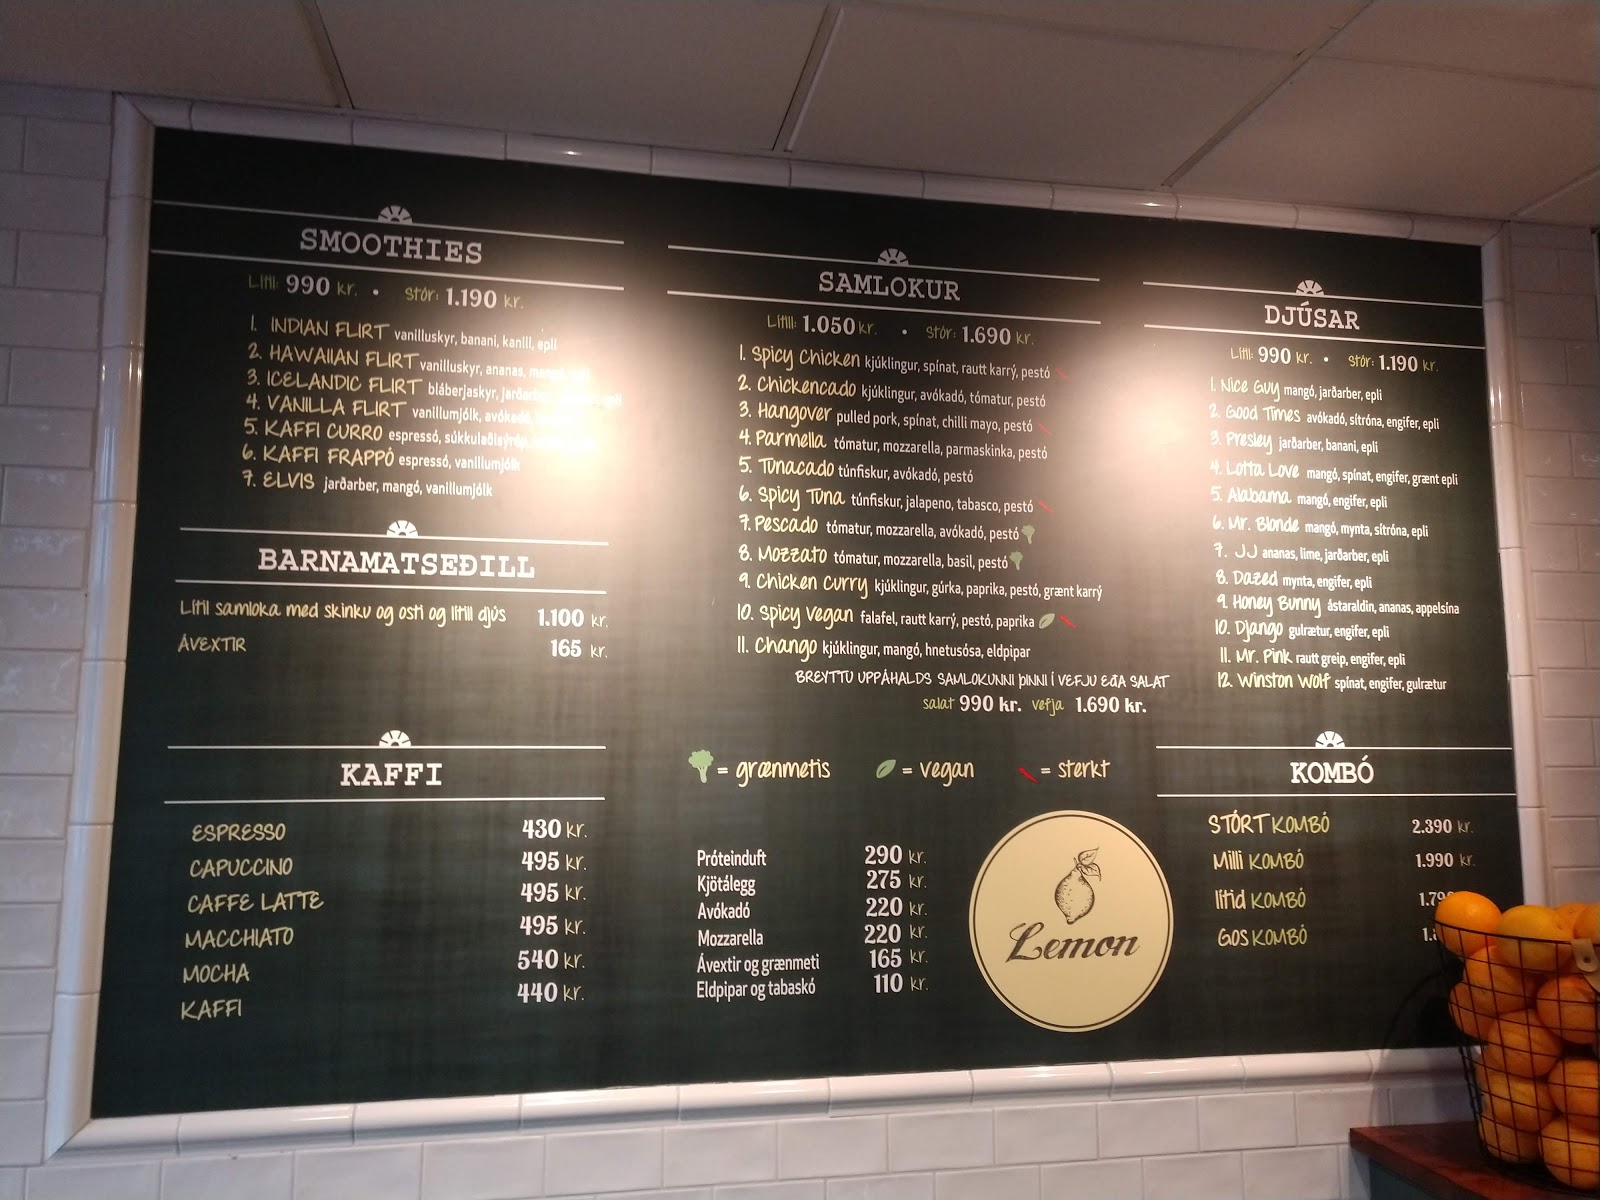 SMOOTHIES
Lítil: 990 kr. • Stór: 1.190 kr.
1. INDIAN FLIRT vanilluskyr, banani, kanill, epli
2. HAWAIIAN FLIRT vanilluskyr, ananas,
3. ICELANDIC FLIRT bláberjaskyr,
4. VANILLA FLIRT vanillumjólk, avókadó,
5. KAFFI CURRO espressó,
6. KAFFI FRAPPÓ espressó, vanillumjólk
7. ELVIS jarðarber, mangó, vanillumjólk
BARNAMATSEÐILL
Lítil samloka með skinku og osti og lítill djús 1.100 kr.
ÁVEXTIR 165 kr.
KAFFI
ESPRESSO 430 kr.
CAPUCCINO 495 kr.
CAFFE LATTE 495 kr.
MACCHIATO 495 kr.
MOCHA 540 kr.
KAFFI 440 kr.
SAMLOKUR
Lítill: 1.050 kr. • Stór: 1.690 kr.
1. Spicy Chicken kjúklingur, spínat, rautt karrý, pestó
2. Chickencado kjúklingur, avókadó, tómatur, pestó
3. Hangover pulled pork, spínat, chilli mayo, pestó
4. Parmella tómatur, mozzarella, parmaskinka, pestó
5. Tunacado túnfiskur, avókadó, pestó
6. Spicy Tuna túnfiskur, jalapeno, tabasco, pestó
7. Pescado tómatur, mozzarella, avókadó, pestó
8. Mozzato tómatur, mozzarella, basil, pestó
9. Chicken Curry kjúklingur, gúrka, paprika, pestó, grænt karrý
10. Spicy Vegan falafel, rautt karrý, pestó, paprika
11. Chango kjúklingur, mangó, hnetusósa, eldpipar
BREYTTU UPPÁHALDS SAMLOKUNNI ÞINNI Í VEFJU EÐA SALAT
salat 990 kr. vefja 1.690 kr.
= grænmetis = vegan = sterkt
Próteinduft 290 kr.
Kjötálegg 275 kr.
Avókadó 220 kr.
Mozzarella 220 kr.
Ávextir og grænmeti 165 kr.
Eldpipar og tabaskó 110 kr.
Lemon
DJÚSAR
Lítil: 990 kr. • Stór: 1.190 kr.
1. Nice Guy mangó, jarðarber, epli
2. Good Times avókadó, sítróna, engifer, epli
3. Presley jarðarber, banani, epli
4. Lotta Love mangó, spínat, engifer, grænt epli
5. Alabama mangó, engifer, epli
6. Mr. Blonde mangó, mynta, sítróna, epli
7. JJ ananas, lime, jarðarber, epli
8. Dazed mynta, engifer, epli
9. Honey Bunny ástaraldin, ananas, appelsína
10. Django gulrætur, engifer, epli
11. Mr. Pink rautt greip, engifer, epli
12. Winston Wolf spínat, engifer, gulrætur
KOMBÓ
STÓRT KOMBÓ 2.390 kr.
Milli KOMBÓ 1.990 kr.
lítið KOMBÓ
GOS KOMBÓ